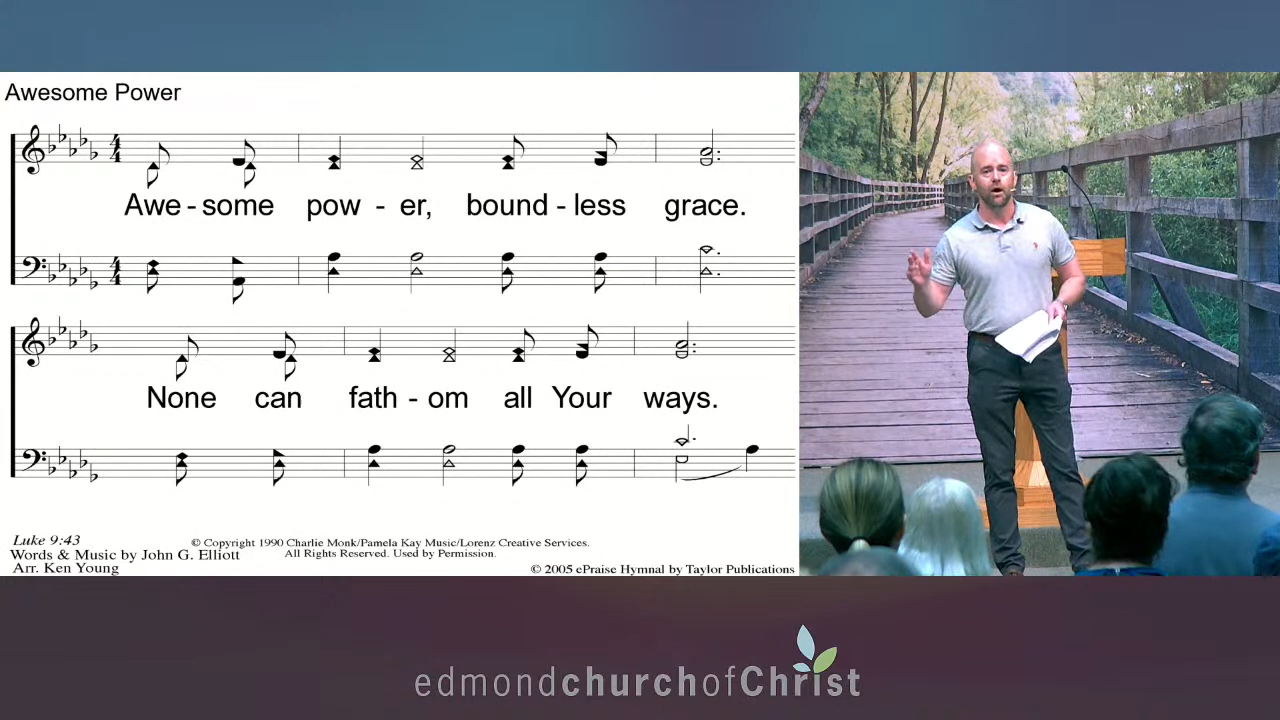 Awesome Power
Awe - some pow - er, bound - less grace.
None can fath - om all Your ways.
Luke 9:43
Words & Music by John G. Elliott
Arr. Ken Young
© Copyright 1990 Charlie Monk/Pamela Kay Music/Lorenz Creative Services.
All Rights Reserved. Used by Permission.
© 2005 ePraise Hymnal by Taylor Publications
edmondchurchofChrist